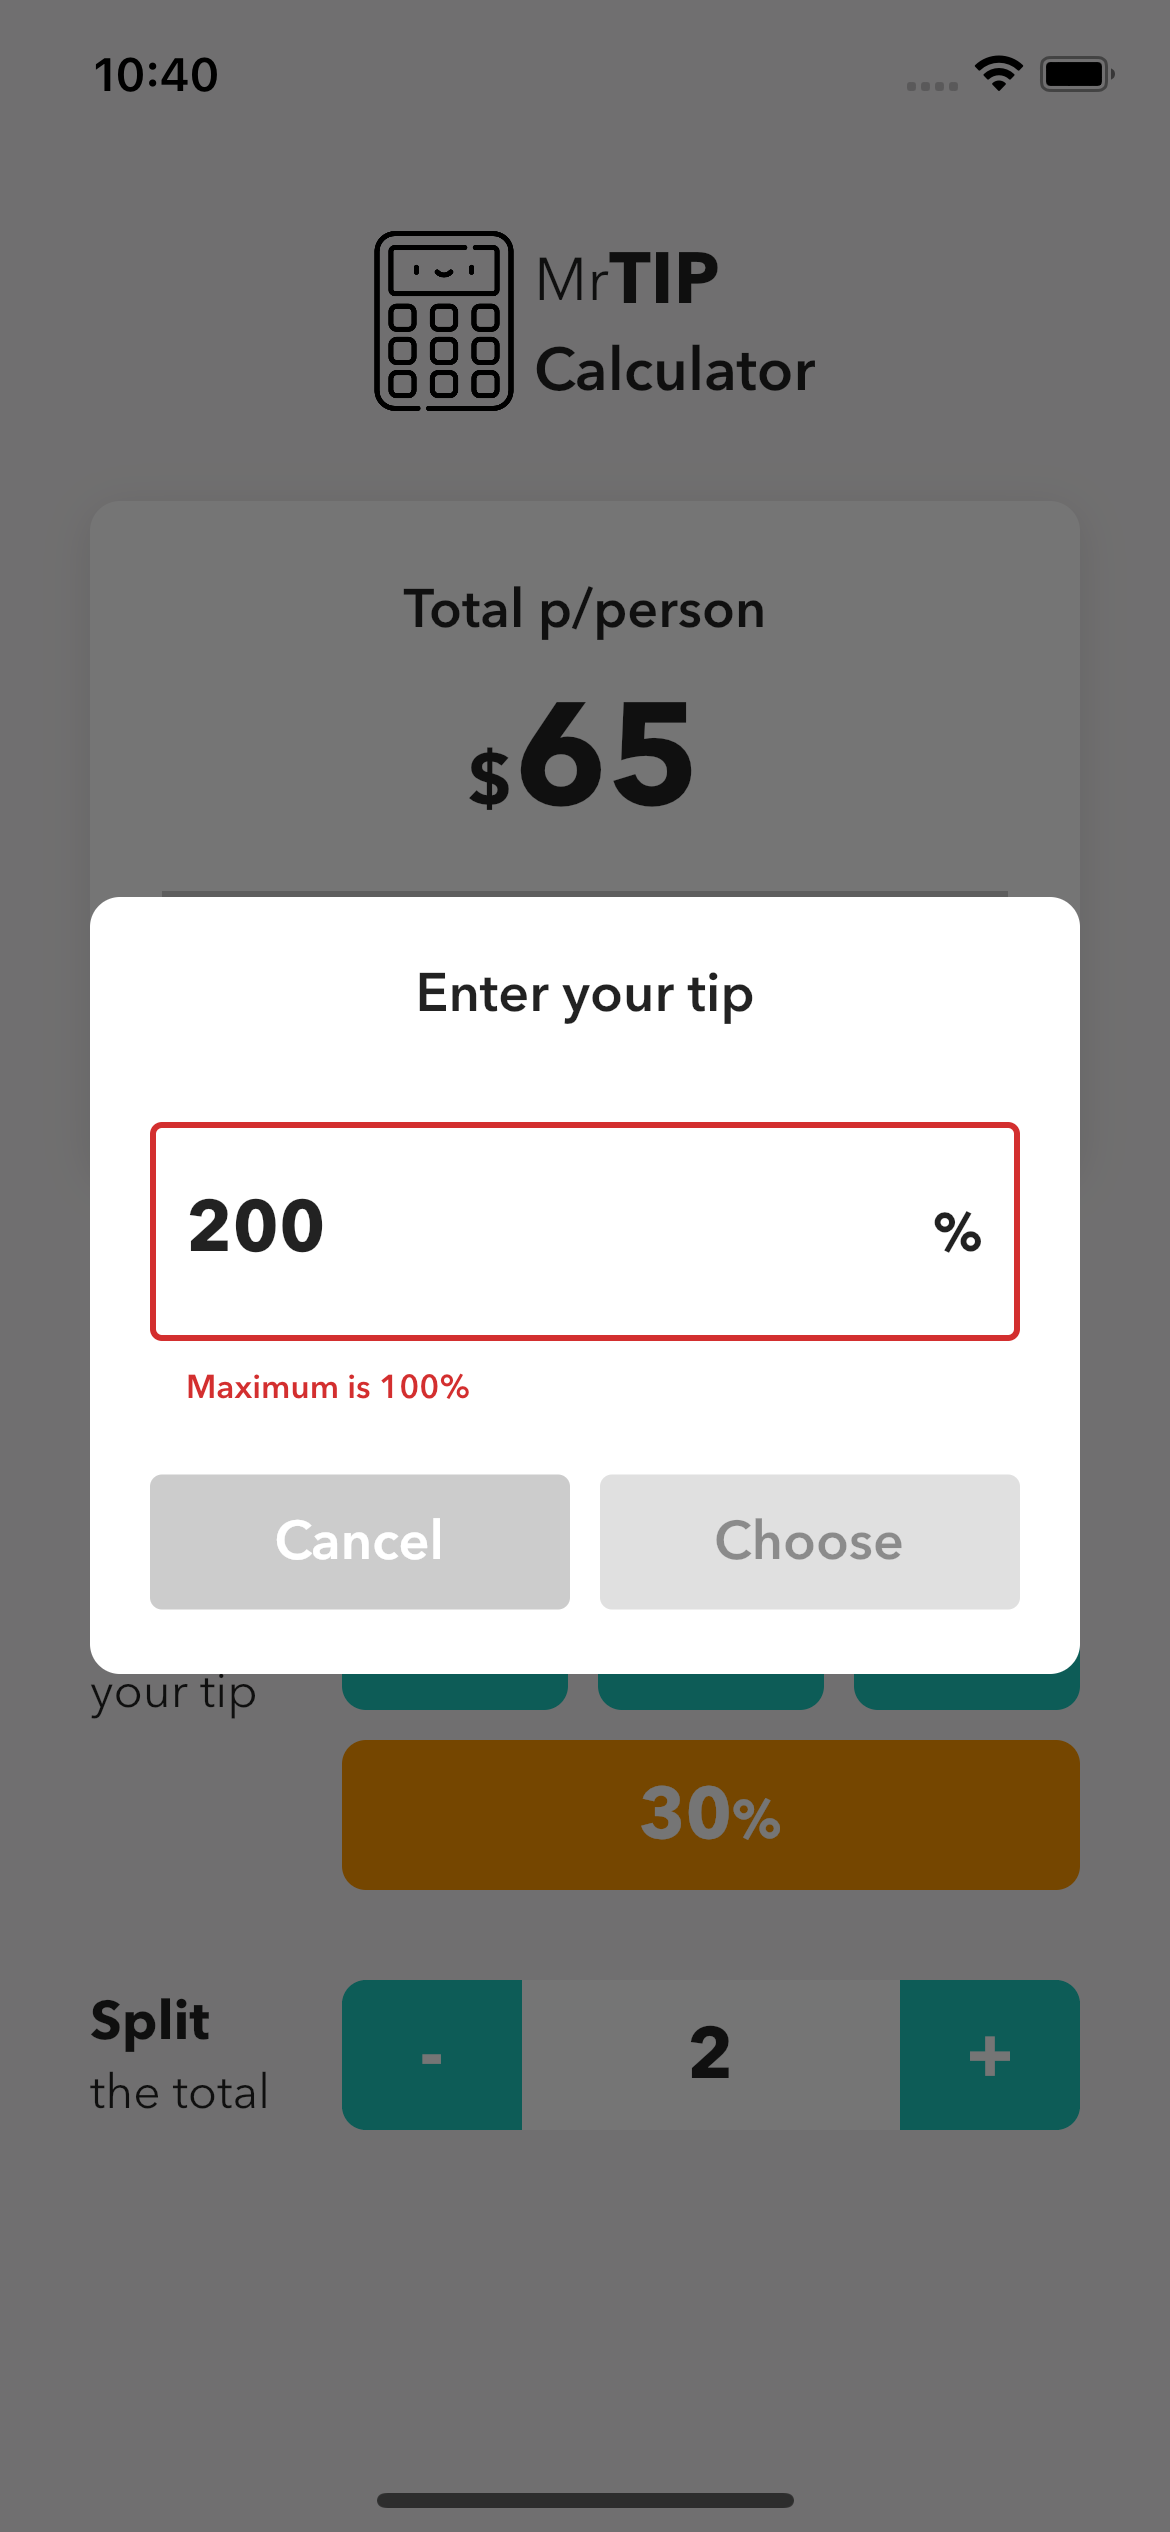 10:40
MrTIP
Calculator
Total p/person
$65
Enter your tip
200 %
Maximum is 100%
Cancel Choose
your tip
30%
Split
the total
- 2 +